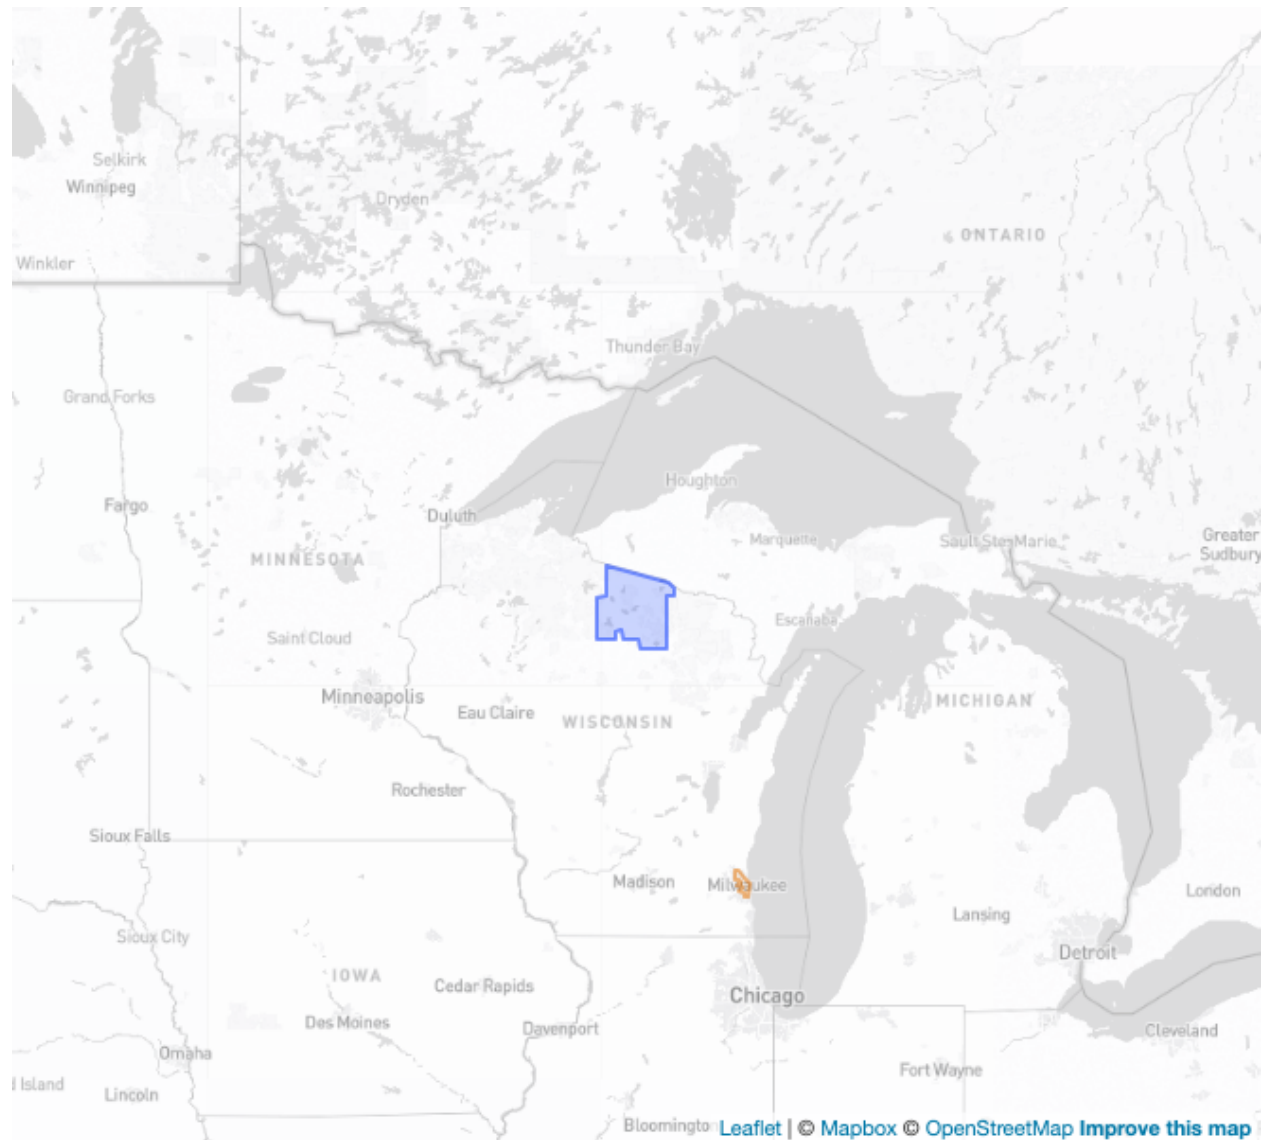 Selkirk
Winnipeg
Dryden
ONTARIO
Winkler
Thunder Bay
Grand Forks
Houghton
Fargo
Duluth
Marquette
Sault Ste Marie
Greater
Sudbury
MINNESOTA
Saint Cloud
Escanaba
Minneapolis
Eau Claire
WISCONSIN
MICHIGAN
Rochester
Sioux Falls
Madison
Milwaukee
London
Lansing
Sioux City
Detroit
IOWA
Cedar Rapids
Chicago
Des Moines
Davenport
Cleveland
Omaha
Fort Wayne
d Island
Lincoln
Bloomington
Leaflet | © Mapbox © OpenStreetMap Improve this map